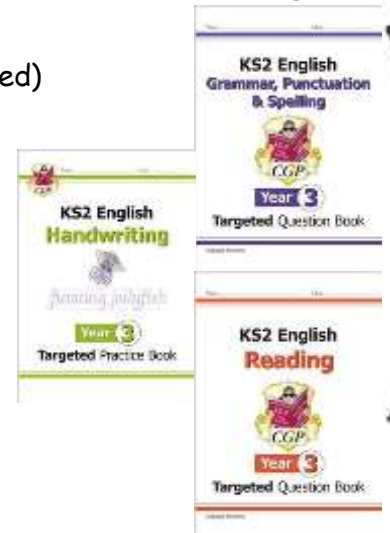 ed)
KS2 English
Grammar, Punctuation
& Spelling
CGP
Year 3
Targeted Question Book
KS2 English
Handwriting
Year 3
Targeted Practice Book
KS2 English
Reading
CGP
Year 3
Targeted Question Book